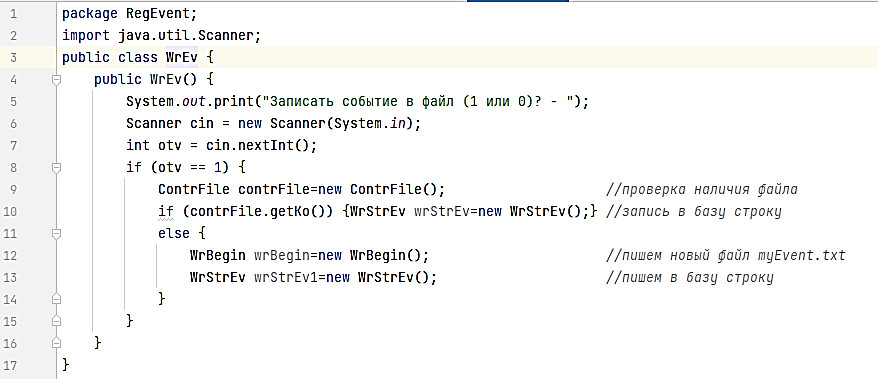 1 package RegEvent;
2 import java.util.Scanner;
3 public class WrEv {
4     public WrEv() {
5         System.out.print("Записать событие в файл (1 или 0)? - ");
6         Scanner cin = new Scanner(System.in);
7         int otv = cin.nextInt();
8         if (otv == 1) {
9             ContrFile contrFile=new ContrFile();                    //проверка наличия файла
10             if (contrFile.getKo()) {WrStrEv wrStrEv=new WrStrEv();} //запись в базу строку
11             else {
12                 WrBegin wrBegin=new WrBegin();                      //пишем новый файл myEvent.txt
13                 WrStrEv wrStrEv1=new WrStrEv();                     //пишем в базу строку
14             }
15         }
16     }
17 }